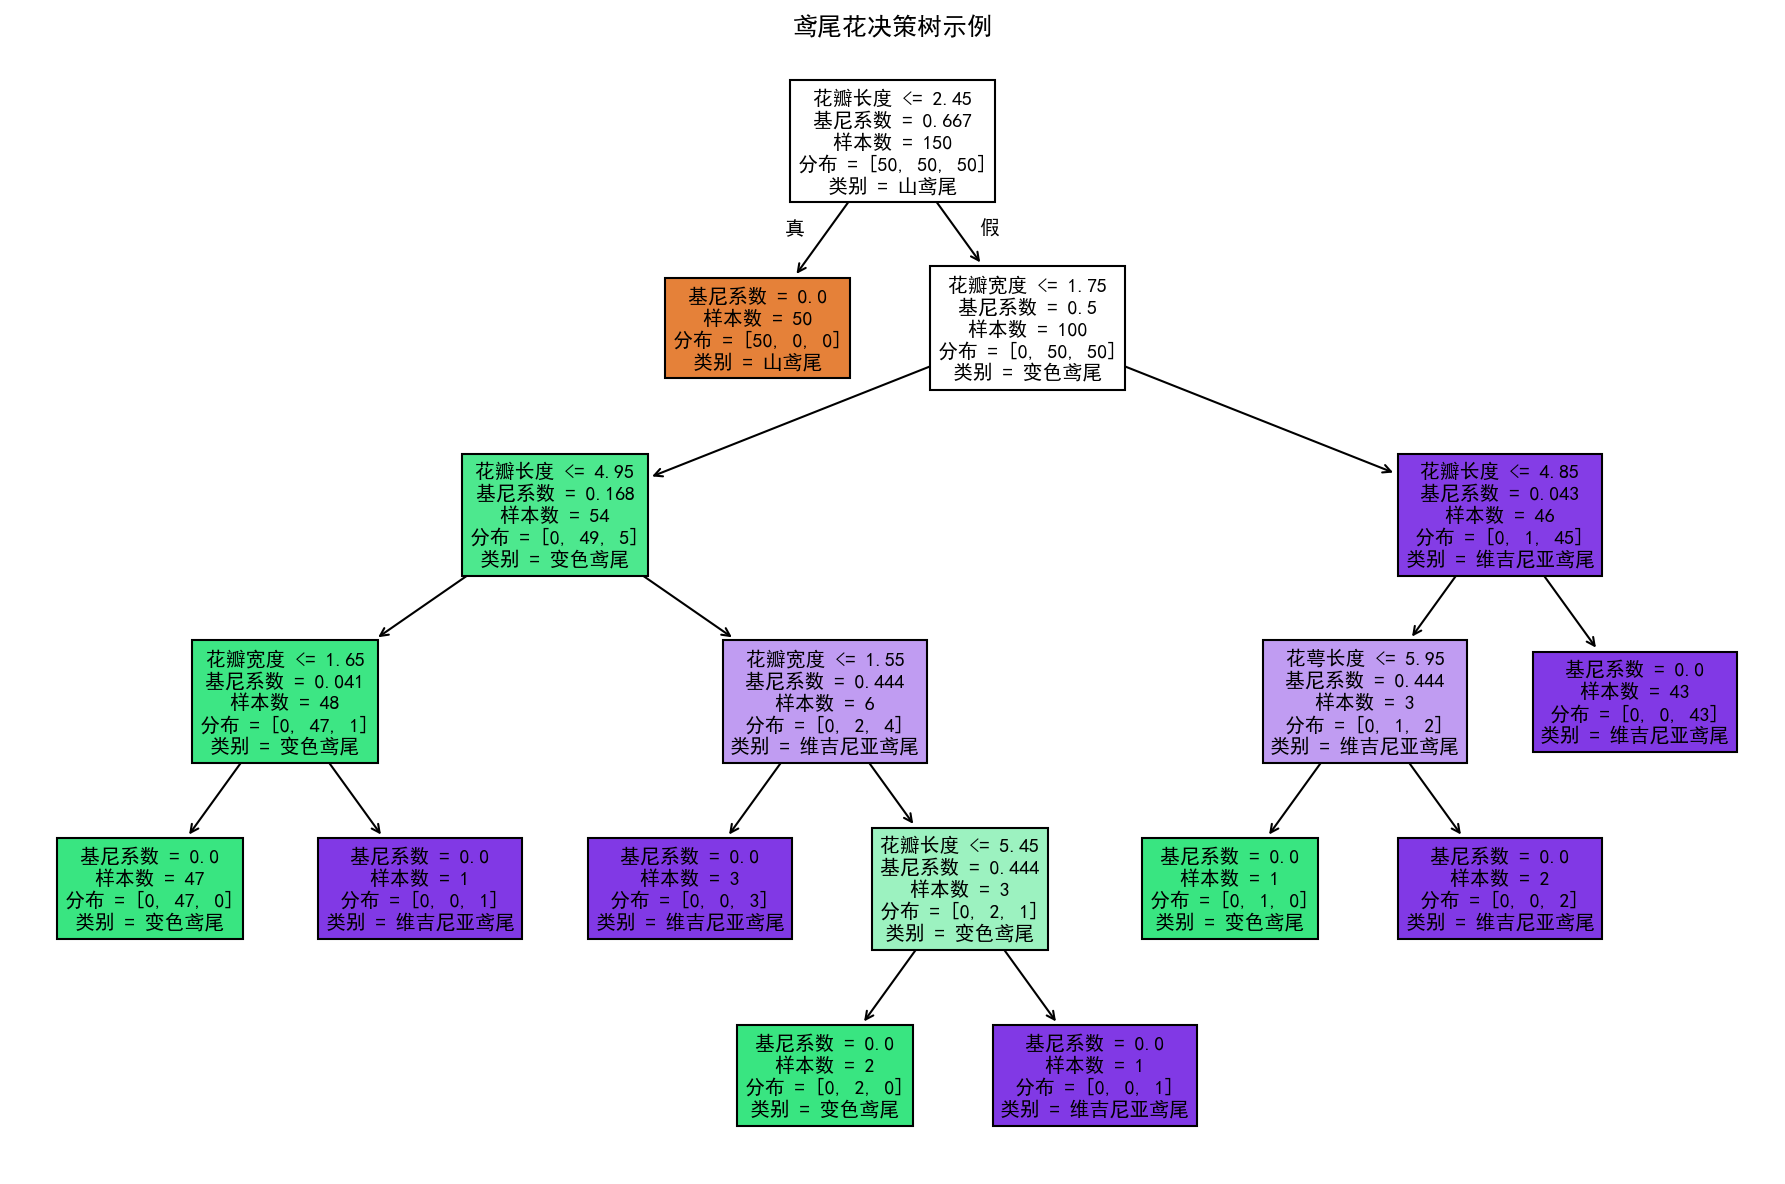 鸢尾花决策树示例
花瓣长度 <= 2.45
基尼系数 = 0.667
样本数 = 150
分布 = [50, 50, 50]
类别 = 山鸢尾
真
假
基尼系数 = 0.0
样本数 = 50
分布 = [50, 0, 0]
类别 = 山鸢尾
花瓣宽度 <= 1.75
基尼系数 = 0.5
样本数 = 100
分布 = [0, 50, 50]
类别 = 变色鸢尾
花瓣长度 <= 4.95
基尼系数 = 0.168
样本数 = 54
分布 = [0, 49, 5]
类别 = 变色鸢尾
花瓣长度 <= 4.85
基尼系数 = 0.043
样本数 = 46
分布 = [0, 1, 45]
类别 = 维吉尼亚鸢尾
花瓣宽度 <= 1.65
基尼系数 = 0.041
样本数 = 48
分布 = [0, 47, 1]
类别 = 变色鸢尾
花瓣宽度 <= 1.55
基尼系数 = 0.444
样本数 = 6
分布 = [0, 2, 4]
类别 = 维吉尼亚鸢尾
花萼长度 <= 5.95
基尼系数 = 0.444
样本数 = 3
分布 = [0, 1, 2]
类别 = 维吉尼亚鸢尾
基尼系数 = 0.0
样本数 = 43
分布 = [0, 0, 43]
类别 = 维吉尼亚鸢尾
基尼系数 = 0.0
样本数 = 47
分布 = [0, 47, 0]
类别 = 变色鸢尾
基尼系数 = 0.0
样本数 = 1
分布 = [0, 0, 1]
类别 = 维吉尼亚鸢尾
基尼系数 = 0.0
样本数 = 3
分布 = [0, 0, 3]
类别 = 维吉尼亚鸢尾
花瓣长度 <= 5.45
基尼系数 = 0.444
样本数 = 3
分布 = [0, 2, 1]
类别 = 变色鸢尾
基尼系数 = 0.0
样本数 = 1
分布 = [0, 1, 0]
类别 = 变色鸢尾
基尼系数 = 0.0
样本数 = 2
分布 = [0, 0, 2]
类别 = 维吉尼亚鸢尾
基尼系数 = 0.0
样本数 = 2
分布 = [0, 2, 0]
类别 = 变色鸢尾
基尼系数 = 0.0
样本数 = 1
分布 = [0, 0, 1]
类别 = 维吉尼亚鸢尾